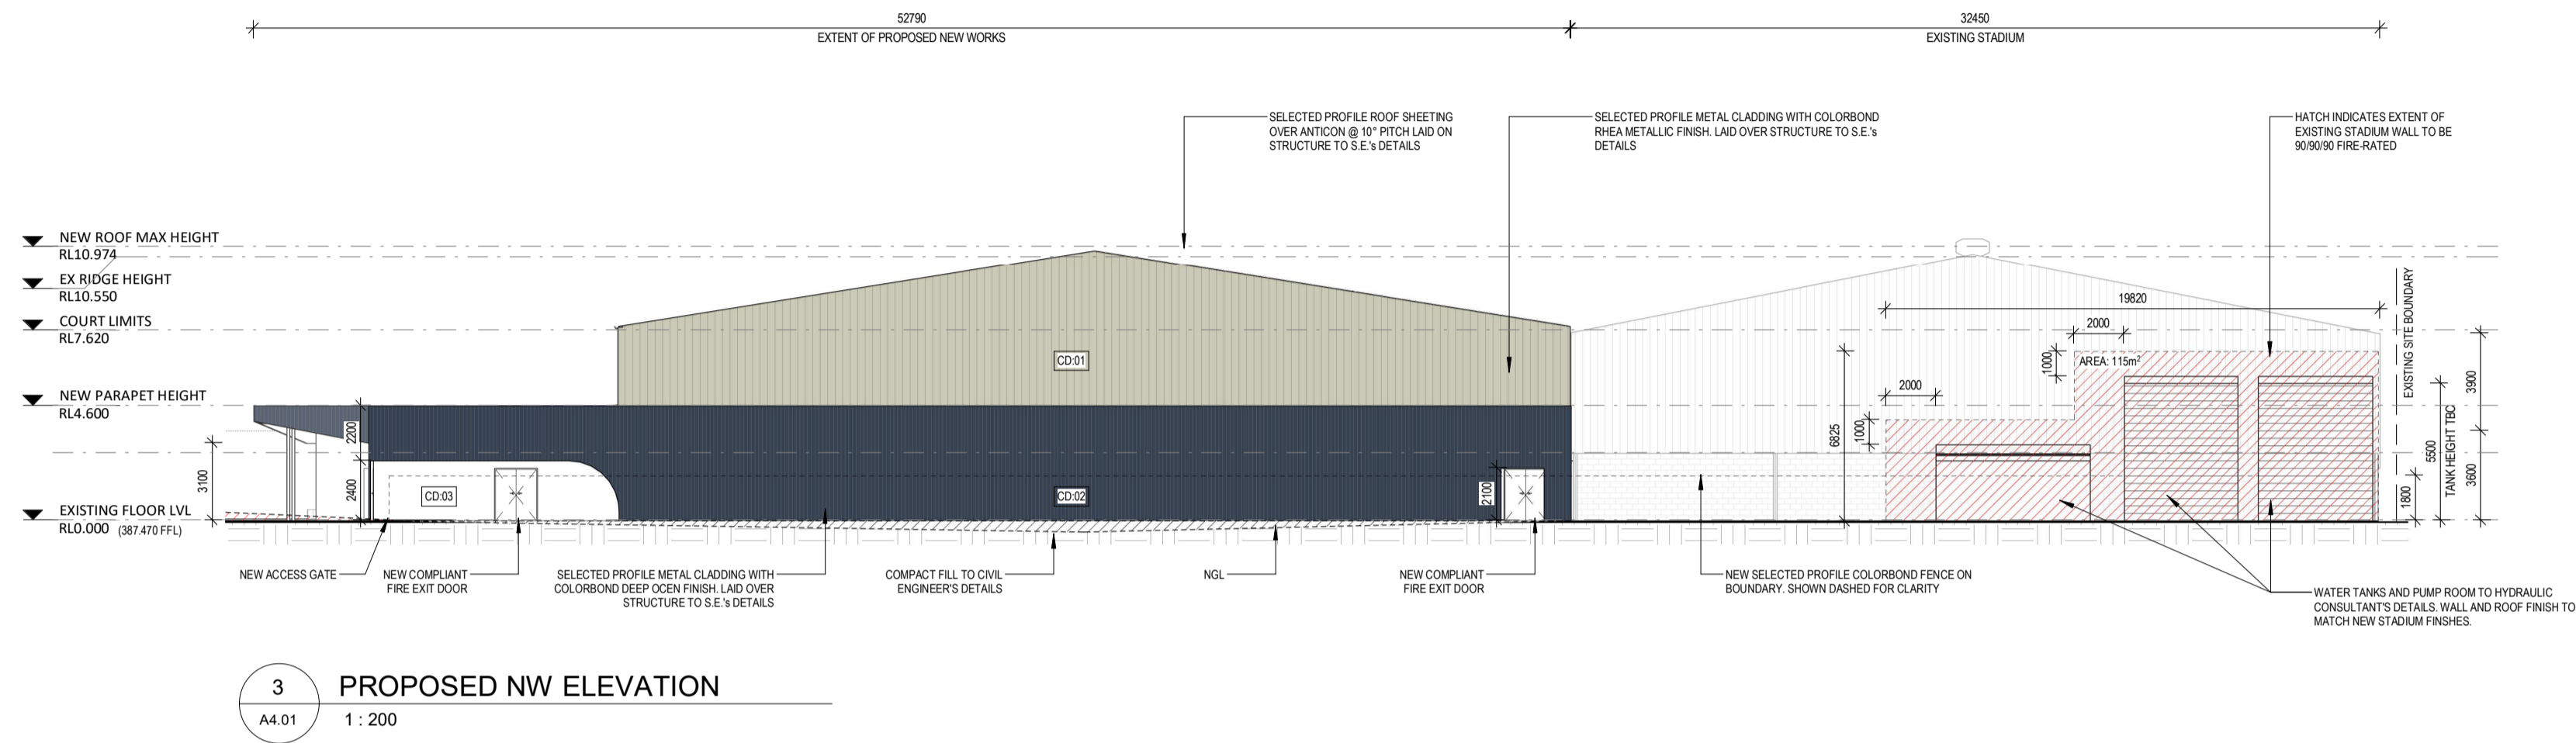 52790
EXTENT OF PROPOSED NEW WORKS
32450
EXISTING STADIUM
SELECTED PROFILE ROOF SHEETING
OVER ANTICON @ 10° PITCH LAID ON
STRUCTURE TO S.E.'s DETAILS
SELECTED PROFILE METAL CLADDING WITH COLORBOND
RHEA METALLIC FINISH. LAID OVER STRUCTURE TO S.E.'s
DETAILS
HATCH INDICATES EXTENT OF
EXISTING STADIUM WALL TO BE
90/90/90 FIRE-RATED
NEW ROOF MAX HEIGHT
RL10.974
EX RIDGE HEIGHT
RL10.550
COURT LIMITS
RL7.620
NEW PARAPET HEIGHT
RL4.600
EXISTING FLOOR LVL
RL0.000 (387.470 FFL)
3100
2200
2400
CD:03
CD:01
CD:02
2100
19820
2000
1000
AREA: 115m²
2000
1000
6825
EXISTING SITE BOUNDARY
3900
5500
TANK HEIGHT TBC
3600
1800
NEW ACCESS GATE
NEW COMPLIANT
FIRE EXIT DOOR
SELECTED PROFILE METAL CLADDING WITH
COLORBOND DEEP OCEN FINISH. LAID OVER
STRUCTURE TO S.E.'s DETAILS
COMPACT FILL TO CIVIL
ENGINEER'S DETAILS
NGL
NEW COMPLIANT
FIRE EXIT DOOR
NEW SELECTED PROFILE COLORBOND FENCE ON
BOUNDARY. SHOWN DASHED FOR CLARITY
WATER TANKS AND PUMP ROOM TO HYDRAULIC
CONSULTANT'S DETAILS. WALL AND ROOF FINISH TO
MATCH NEW STADIUM FINSHES.
3
A4.01
PROPOSED NW ELEVATION
1 : 200